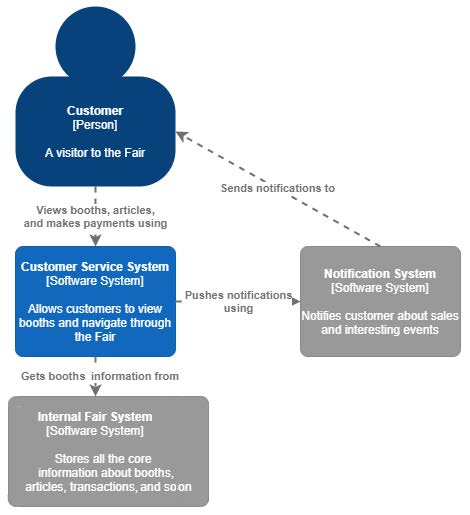 Customer
[Person]
A visitor to the Fair
Sends notifications to
Views booths, articles,
and makes payments using
Customer Service System
[Software System]
Allows customers to view
booths and navigate through
the Fair
Pushes notifications
using
Notification System
[Software System]
Notifies customer about sales
and interesting events
Gets booths information from
Internal Fair System
[Software System]
Stores all the core
information about booths,
articles, transactions, and so on